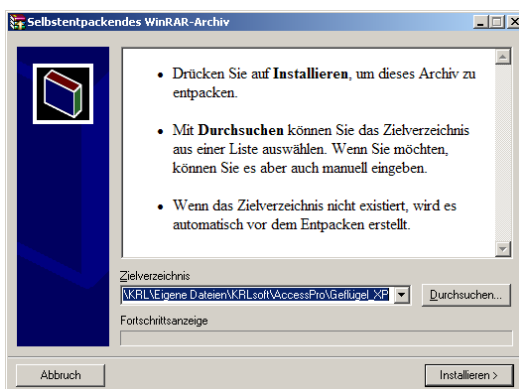 Selbstentpackendes WinRAR-Archiv
• Drücken Sie auf Installieren, um dieses Archiv zu
entpacken.
• Mit Durchsuchen können Sie das Zielverzeichnis
aus einer Liste auswählen. Wenn Sie möchten,
können Sie es aber auch manuell eingeben.
• Wenn das Zielverzeichnis nicht existiert, wird es
automatisch vor dem Entpacken erstellt.
Zielverzeichnis
\KRL\Eigene Dateien\KRLsoft\AccessPro\Geflügel_XP
Durchsuchen...
Fortschrittsanzeige
Abbruch
Installieren >